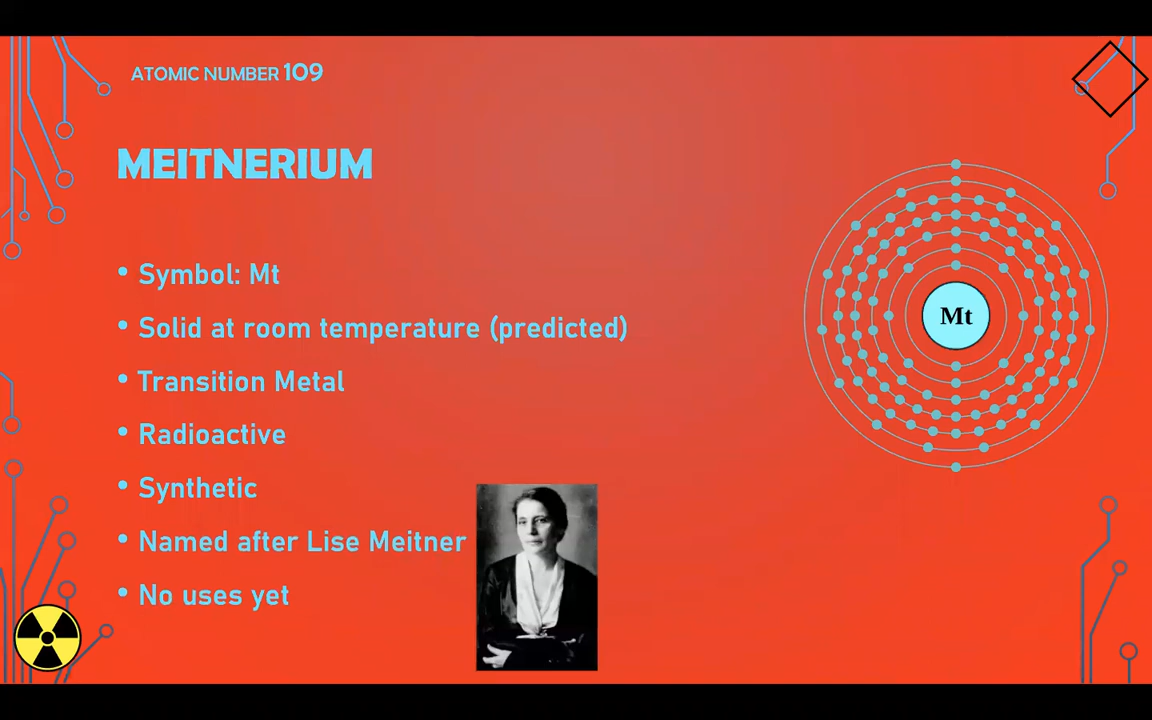 ATOMIC NUMBER 109
MEITNERIUM
• Symbol: Mt
• Solid at room temperature (predicted)
• Transition Metal
• Radioactive
• Synthetic
• Named after Lise Meitner
• No uses yet
Mt